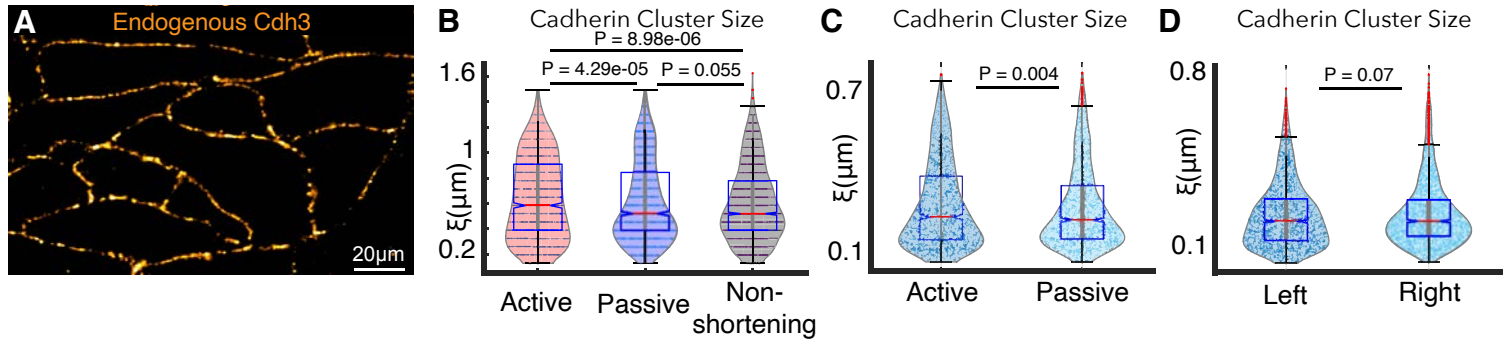 A
Endogenous Cdh3
20μm
B
Cadherin Cluster Size
P = 8.98e-06
P = 4.29e-05
P = 0.055
1.6
1
0.2
ξ(μm)
Active
Passive
Non-
shortening
C
Cadherin Cluster Size
P = 0.004
0.7
0.1
ξ(μm)
Active
Passive
D
Cadherin Cluster Size
P = 0.07
0.8
0.1
ξ(μm)
Left
Right